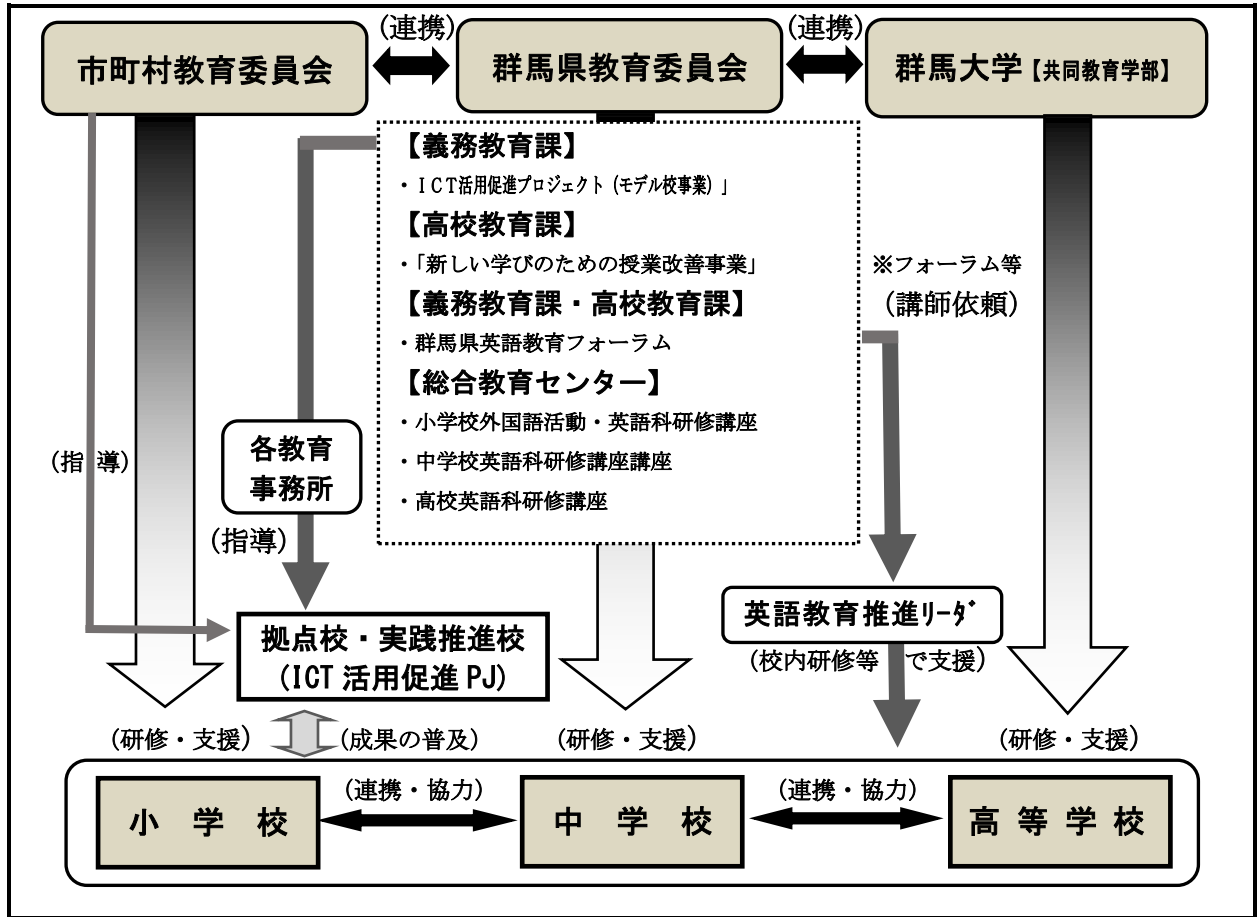 (連携)
(連携)
市町村教育委員会
群馬県教育委員会
群馬大学【共同教育学部】
【義務教育課】
・ＩＣＴ活用促進プロジェクト（モデル校事業）」
【高校教育課】
・「新しい学びのための授業改善事業」
【義務教育課・高校教育課】
・群馬県英語教育フォーラム
【総合教育センター】
・小学校外国語活動・英語科研修講座
・中学校英語科研修講座講座
・高校英語科研修講座
※フォーラム等
(講師依頼)
(指導)
各教育
事務所
(指導)
拠点校・実践推進校
(ICT 活用促進 PJ)
英語教育推進ﾘｰﾀﾞ
(校内研修等 で支援)
(研修・支援)
(成果の普及)
(研修・支援)
(研修・支援)
小学校
(連携・協力)
中学校
(連携・協力)
高等学校